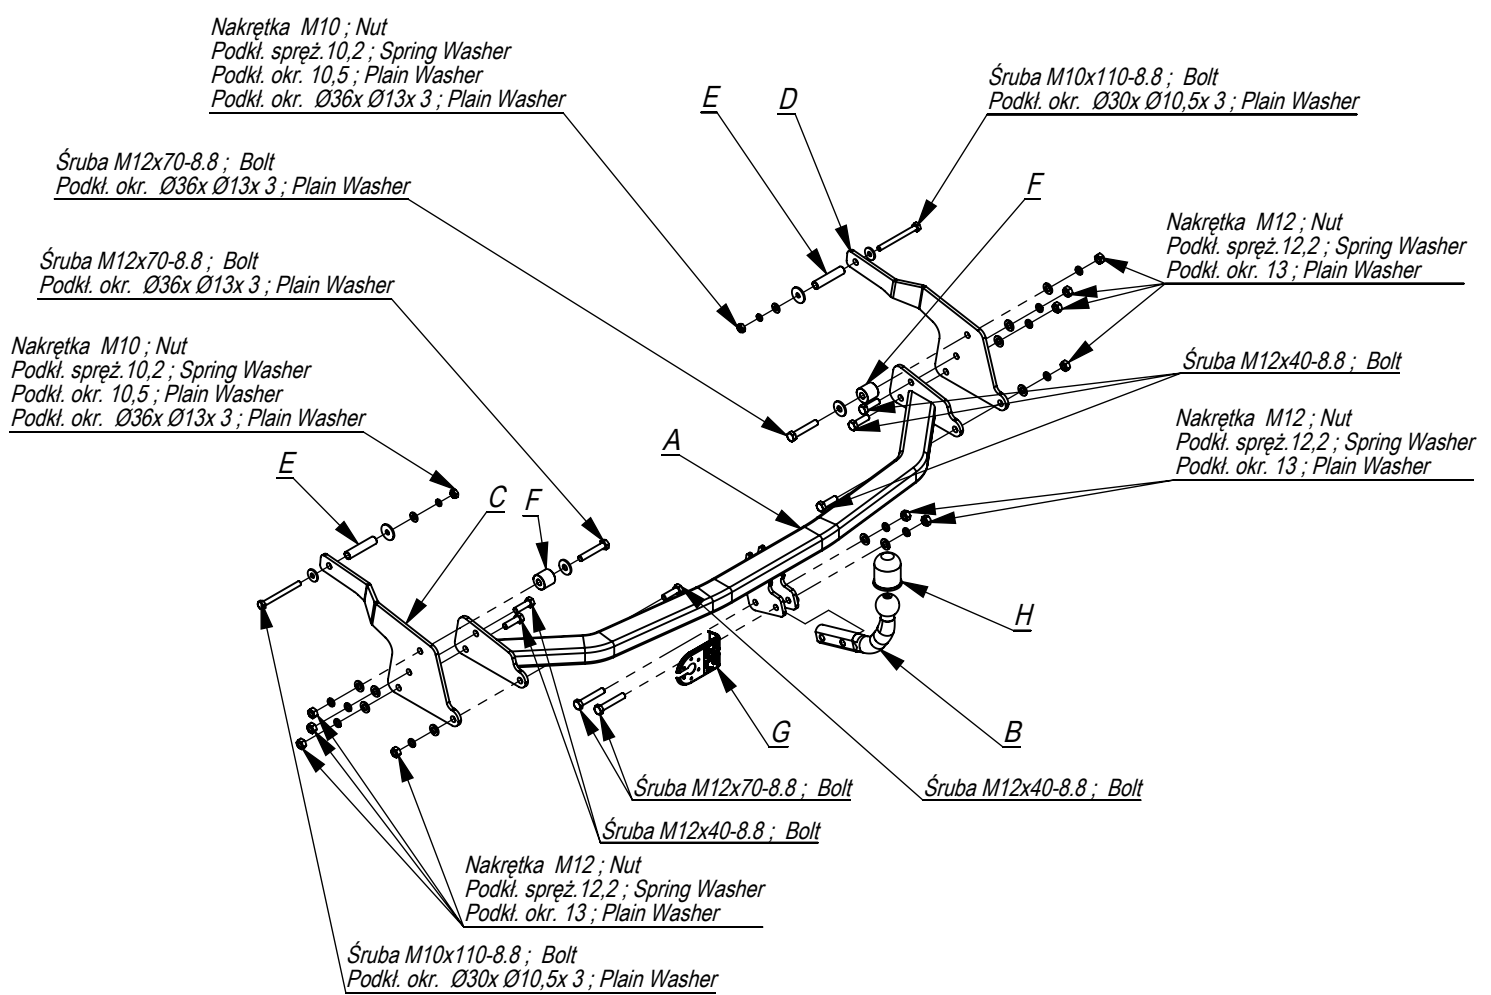 Nakrętka M10 ; Nut
Podkł. spręż.10,2 ; Spring Washer
Podkł. okr. 10,5 ; Plain Washer
Podkł. okr. Ø36x Ø13x 3 ; Plain Washer
E
D
Śruba M10x110-8.8 ; Bolt
Podkł. okr. Ø30x Ø10,5x 3 ; Plain Washer
Śruba M12x70-8.8 ; Bolt
Podkł. okr. Ø36x Ø13x 3 ; Plain Washer
F
Nakrętka M12 ; Nut
Podkł. spręż.12,2 ; Spring Washer
Podkł. okr. 13 ; Plain Washer
Śruba M12x70-8.8 ; Bolt
Podkł. okr. Ø36x Ø13x 3 ; Plain Washer
Nakrętka M10 ; Nut
Podkł. spręż.10,2 ; Spring Washer
Podkł. okr. 10,5 ; Plain Washer
Podkł. okr. Ø36x Ø13x 3 ; Plain Washer
Śruba M12x40-8.8 ; Bolt
Nakrętka M12 ; Nut
Podkł. spręż.12,2 ; Spring Washer
Podkł. okr. 13 ; Plain Washer
A
E
C
F
H
G
B
Śruba M12x70-8.8 ; Bolt
Śruba M12x40-8.8 ; Bolt
Śruba M12x40-8.8 ; Bolt
Nakrętka M12 ; Nut
Podkł. spręż.12,2 ; Spring Washer
Podkł. okr. 13 ; Plain Washer
Śruba M10x110-8.8 ; Bolt
Podkł. okr. Ø30x Ø10,5x 3 ; Plain Washer